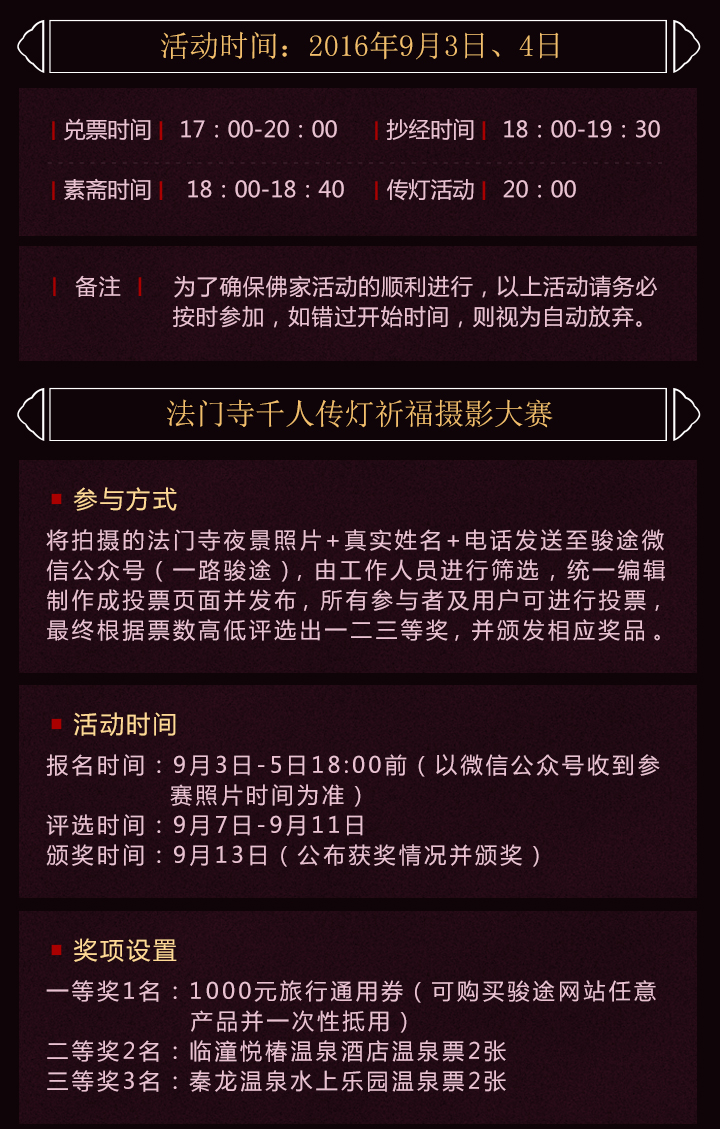 活动时间：2016年9月3日、4日
兑票时间 17：00-20：00 抄经时间 18：00-19：30
素斋时间 18：00-18：40 传灯活动 20：00
备注 为了确保佛家活动的顺利进行，以上活动请务必
按时参加，如错过开始时间，则视为自动放弃。
法门寺千人传灯祈福摄影大赛
参与方式
将拍摄的法门寺夜景照片+真实姓名+电话发送至骏途微
信公众号（一路骏途），由工作人员进行筛选，统一编辑
制作成投票页面并发布，所有参与者及用户可进行投票，
最终根据票数高低评选出一二三等奖，并颁发相应奖品。
活动时间
报名时间：9月3日-5日18:00前（以微信公众号收到参
赛照片时间为准）
评选时间：9月7日-9月11日
颁奖时间：9月13日（公布获奖情况并颁奖）
奖项设置
一等奖1名：1000元旅行通用券（可购买骏途网站任意
产品并一次性抵用）
二等奖2名：临潼悦椿温泉酒店温泉票2张
三等奖3名：秦龙温泉水上乐园温泉票2张